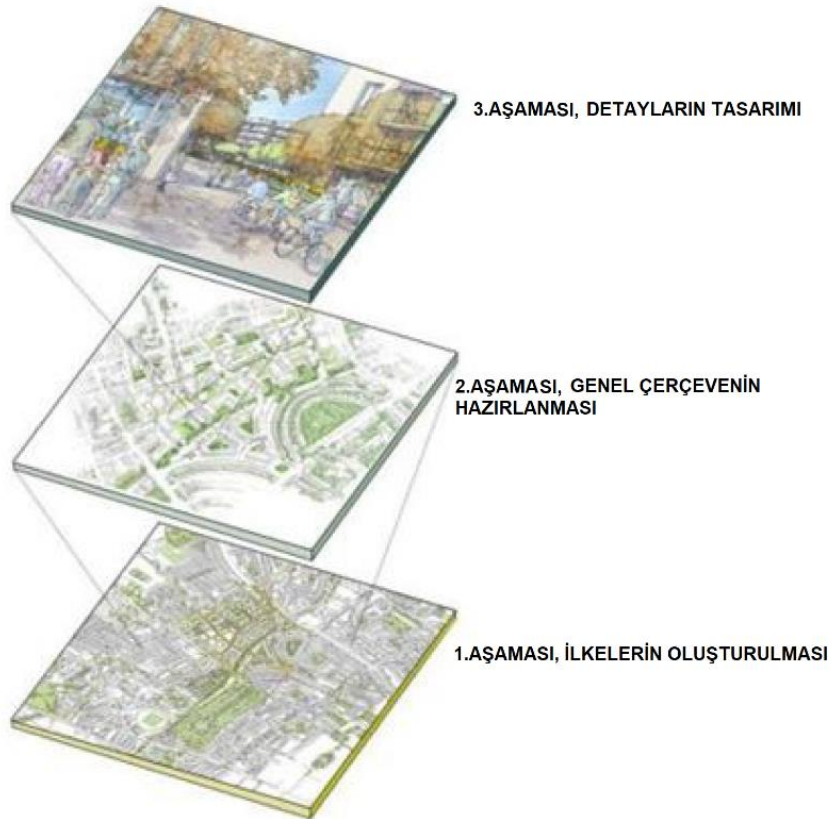 3.AŞAMASI, DETAYLARIN TASARIMI
2.AŞAMASI, GENEL ÇERÇEVENİN
HAZIRLANMASI
1.AŞAMASI, İLKELERİN OLUŞTURULMASI